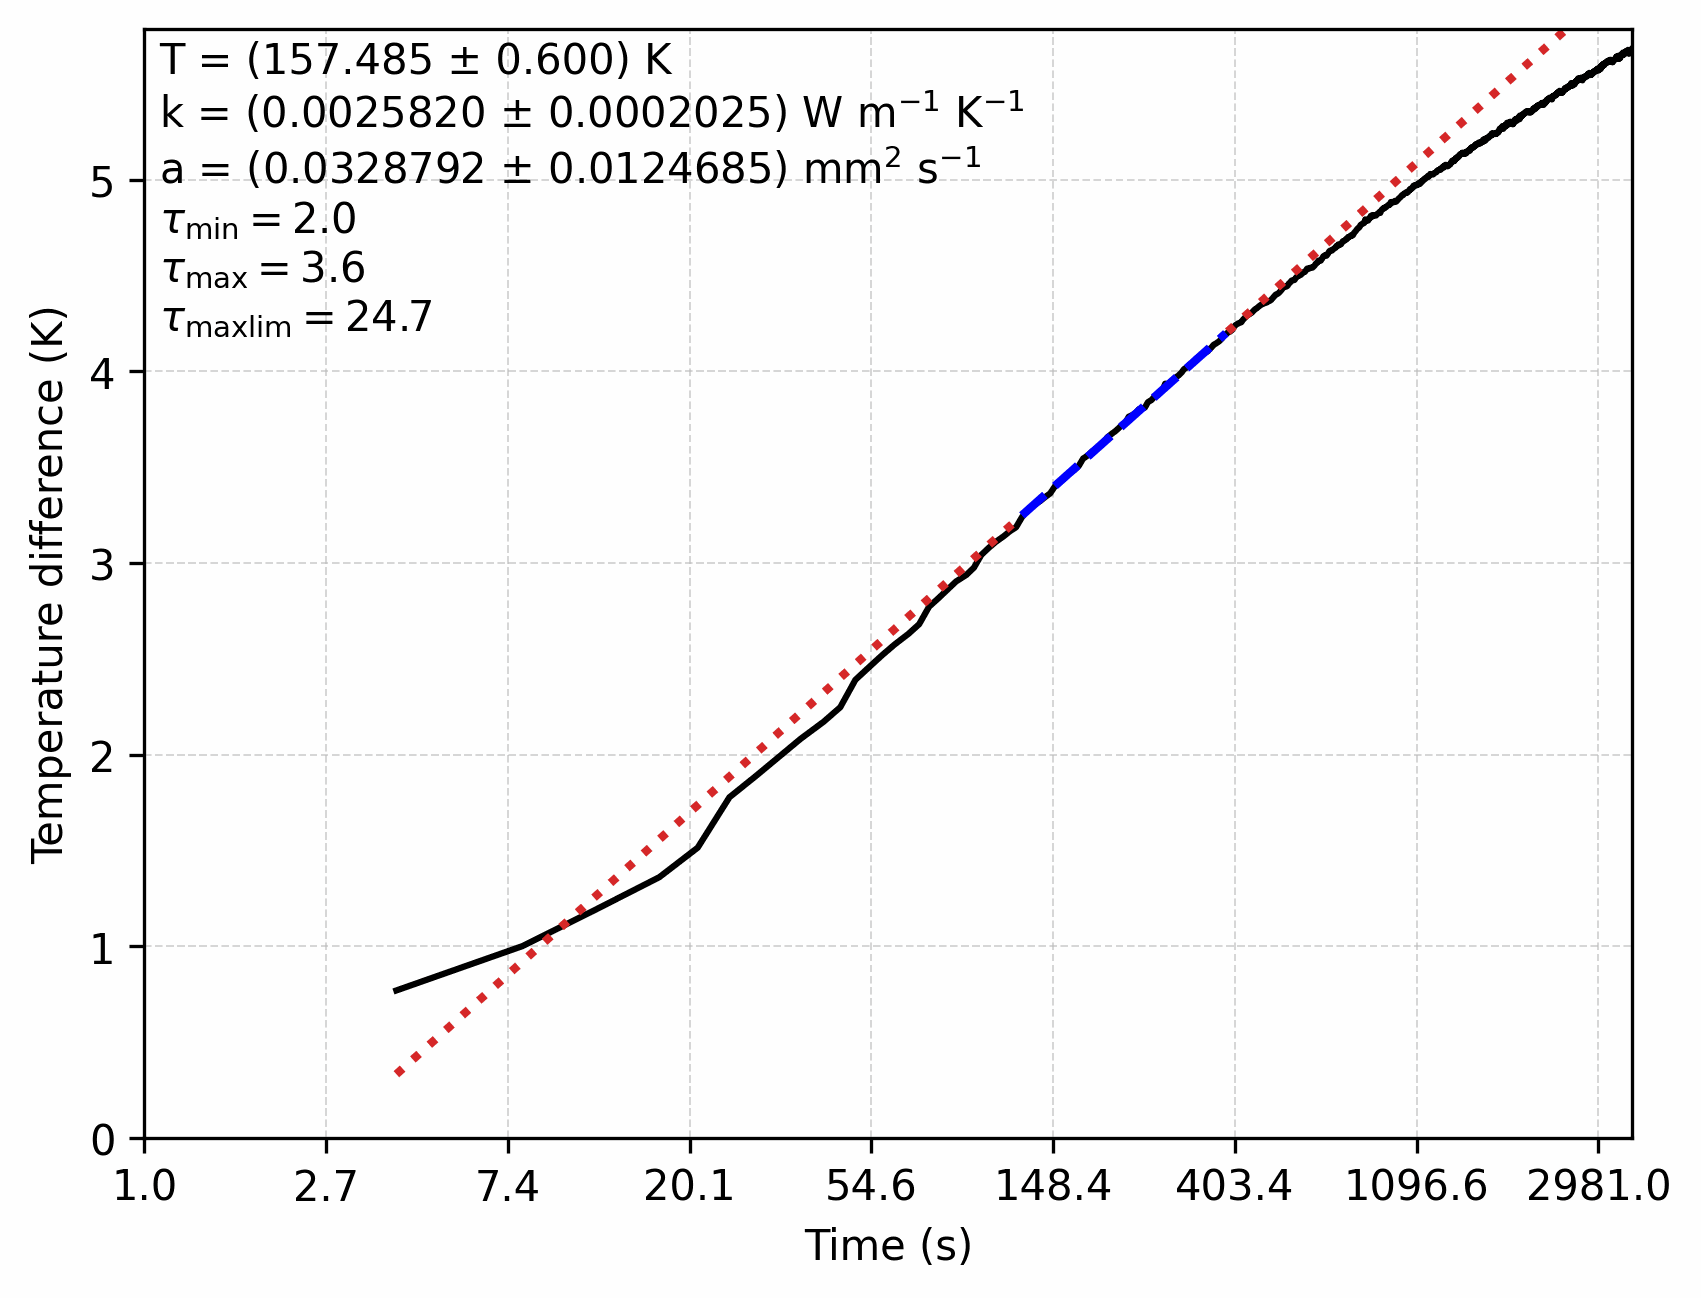 T = (157.485 ± 0.600) K
k = (0.0025820 ± 0.0002025) W m⁻¹ K⁻¹
a = (0.0328792 ± 0.0124685) mm² s⁻¹
τmin = 2.0
τmax = 3.6
τmaxlim = 24.7
Temperature difference (K)
5
4
3
2
1
0
1.0 2.7 7.4 20.1 54.6 148.4 403.4 1096.6 2981.0
Time (s)